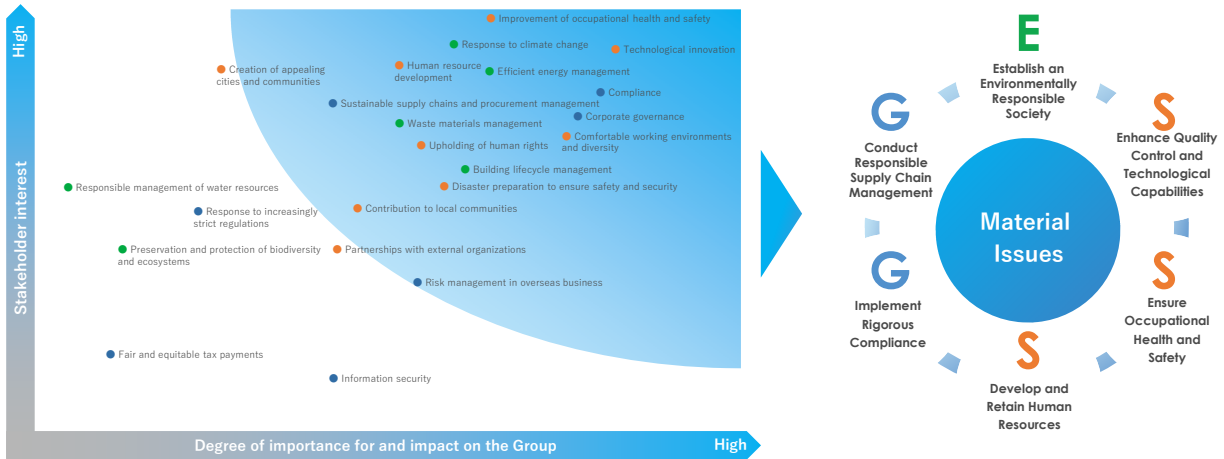 High
Stakeholder interest
Improvement of occupational health and safety
Response to climate change
Technological innovation
Creation of appealing
cities and communities
Human resource
development
Efficient energy management
Compliance
Sustainable supply chains and procurement management
Corporate governance
Waste materials management
Comfortable working environments
and diversity
Upholding of human rights
Building lifecycle management
Disaster preparation to ensure safety and security
Responsible management of water resources
Response to increasingly
strict regulations
Contribution to local communities
Preservation and protection of biodiversity
and ecosystems
Partnerships with external organizations
Risk management in overseas business
Fair and equitable tax payments
Information security
Degree of importance for and impact on the Group
High
E
Establish an
Environmentally
Responsible
Society
S
Enhance Quality
Control and
Technological
Capabilities
S
Ensure
Occupational
Health and
Safety
S
Develop and
Retain Human
Resources
G
Implement
Rigorous
Compliance
G
Conduct
Responsible
Supply Chain
Management
Material
Issues